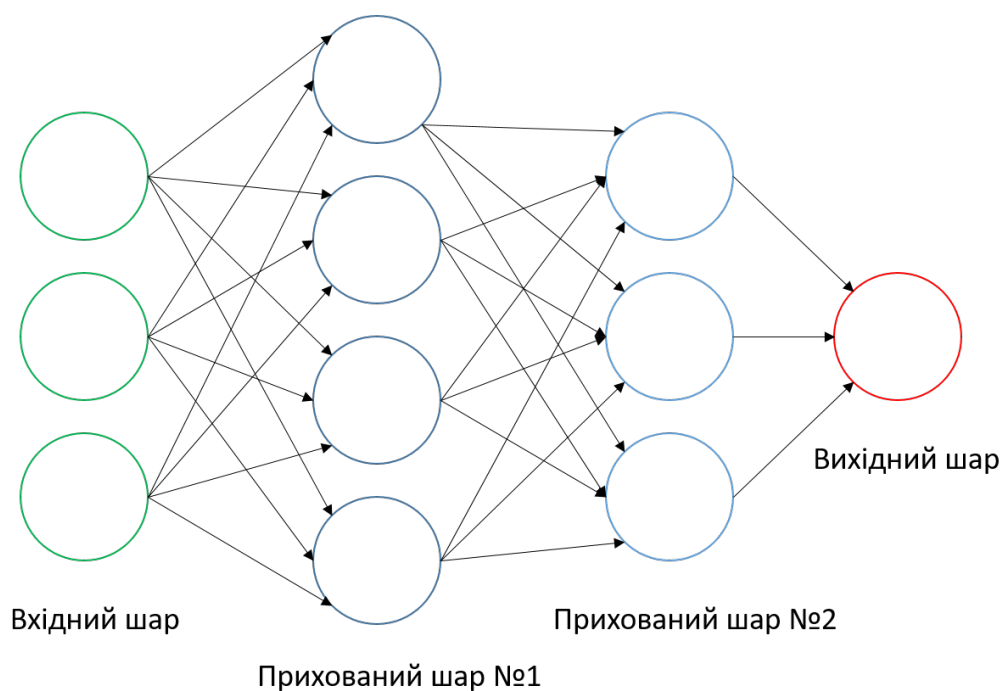 Вихідний шар
Вхідний шар
Прихований шар №2
Прихований шар №1